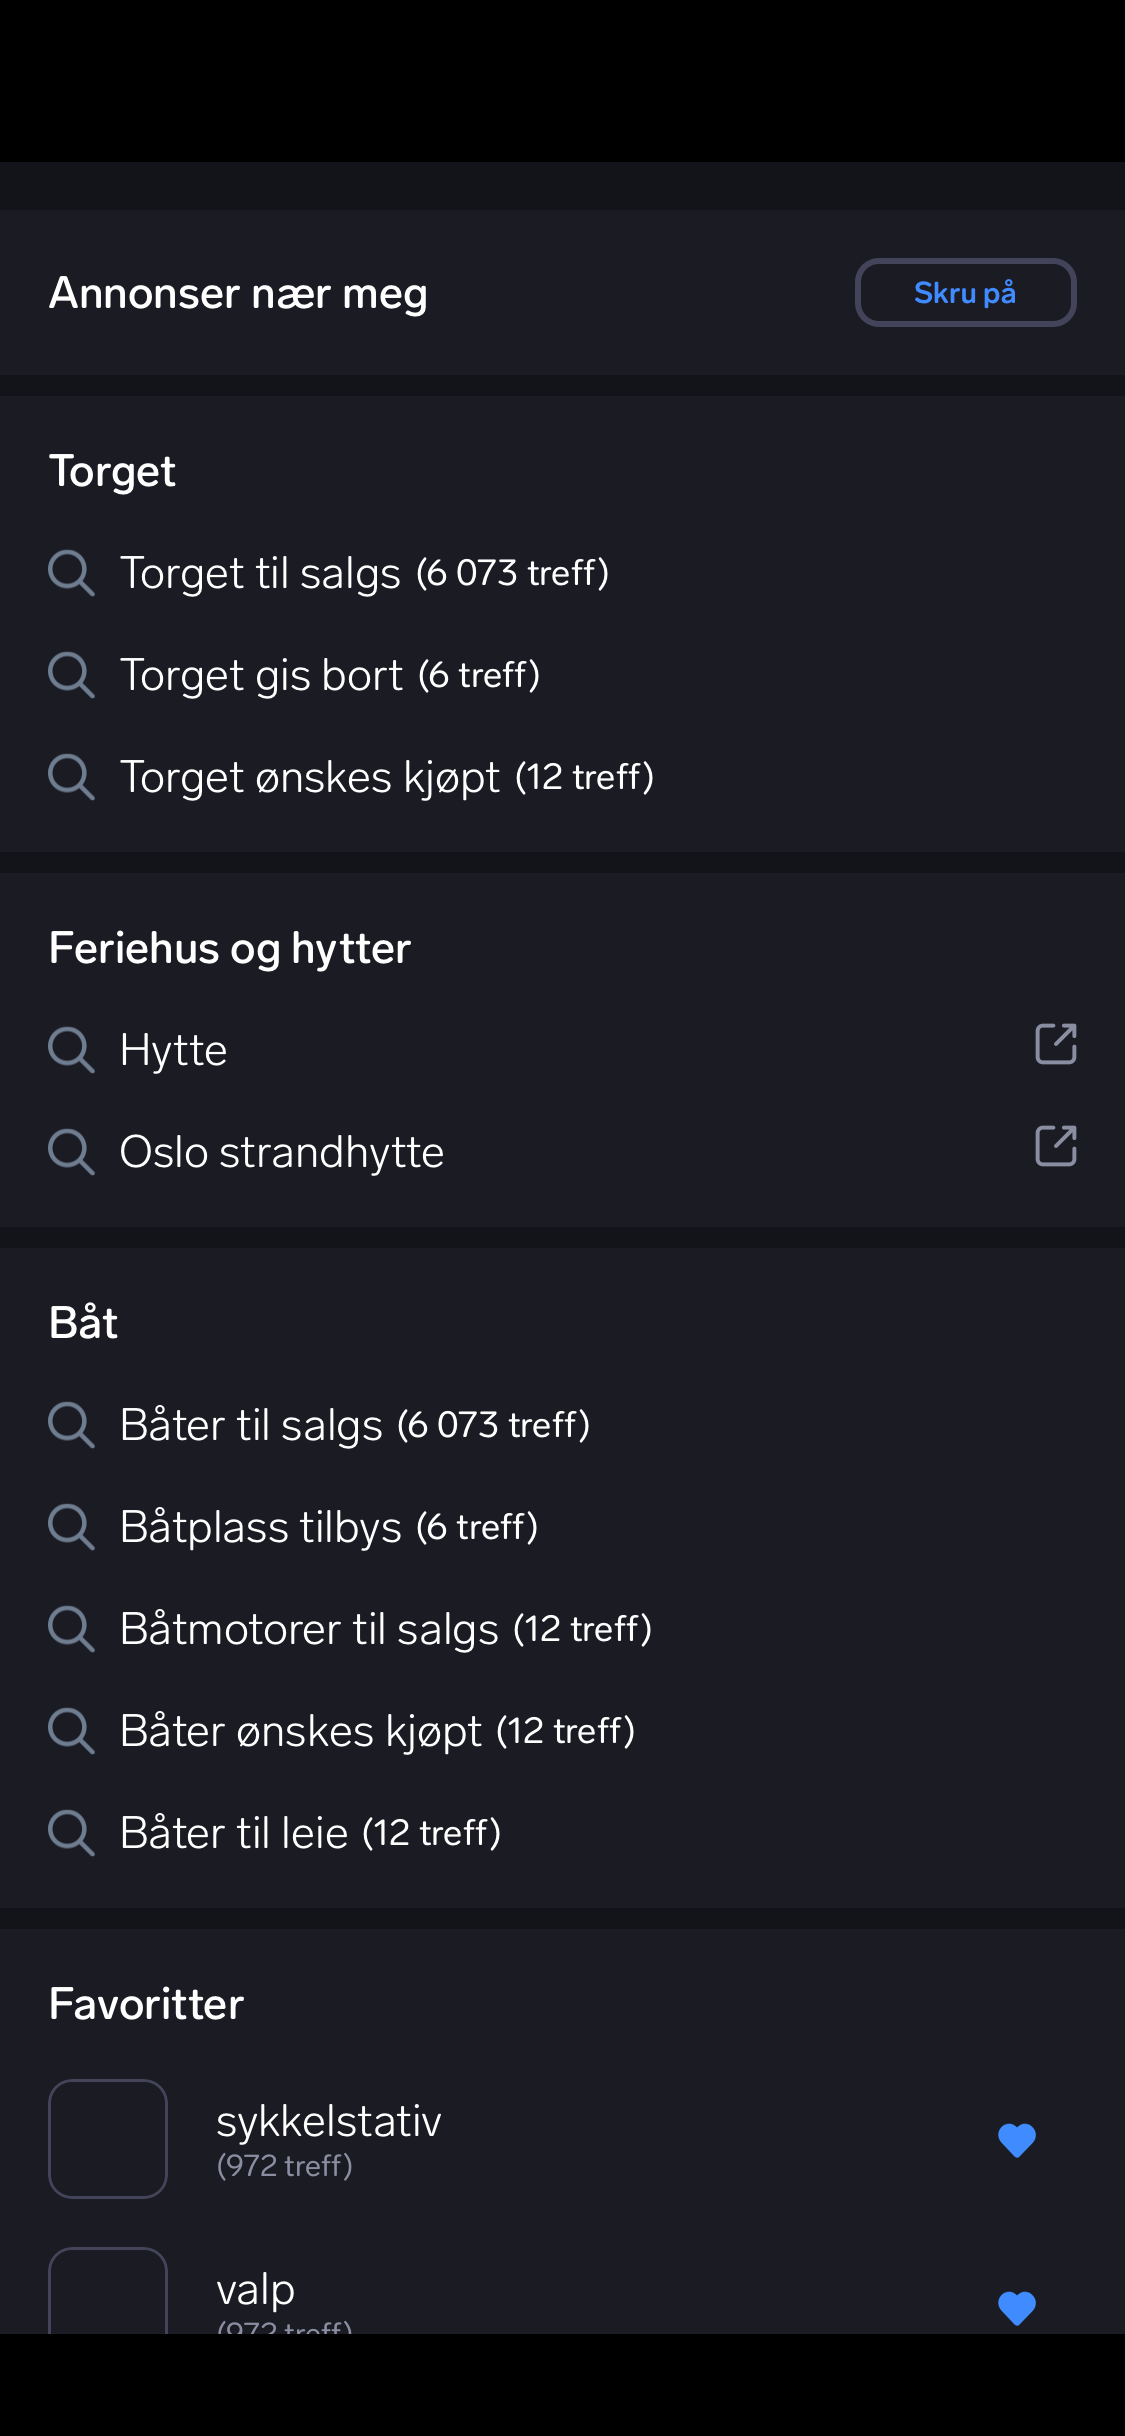 Annonser nær meg
Skru på
Torget
Torget til salgs (6 073 treff)
Torget gis bort (6 treff)
Torget ønskes kjøpt (12 treff)
Feriehus og hytter
Hytte
Oslo strandhytte
Båt
Båter til salgs (6 073 treff)
Båtplass tilbys (6 treff)
Båtmotorer til salgs (12 treff)
Båter ønskes kjøpt (12 treff)
Båter til leie (12 treff)
Favoritter
sykkelstativ
(972 treff)
valp
(972 treff)